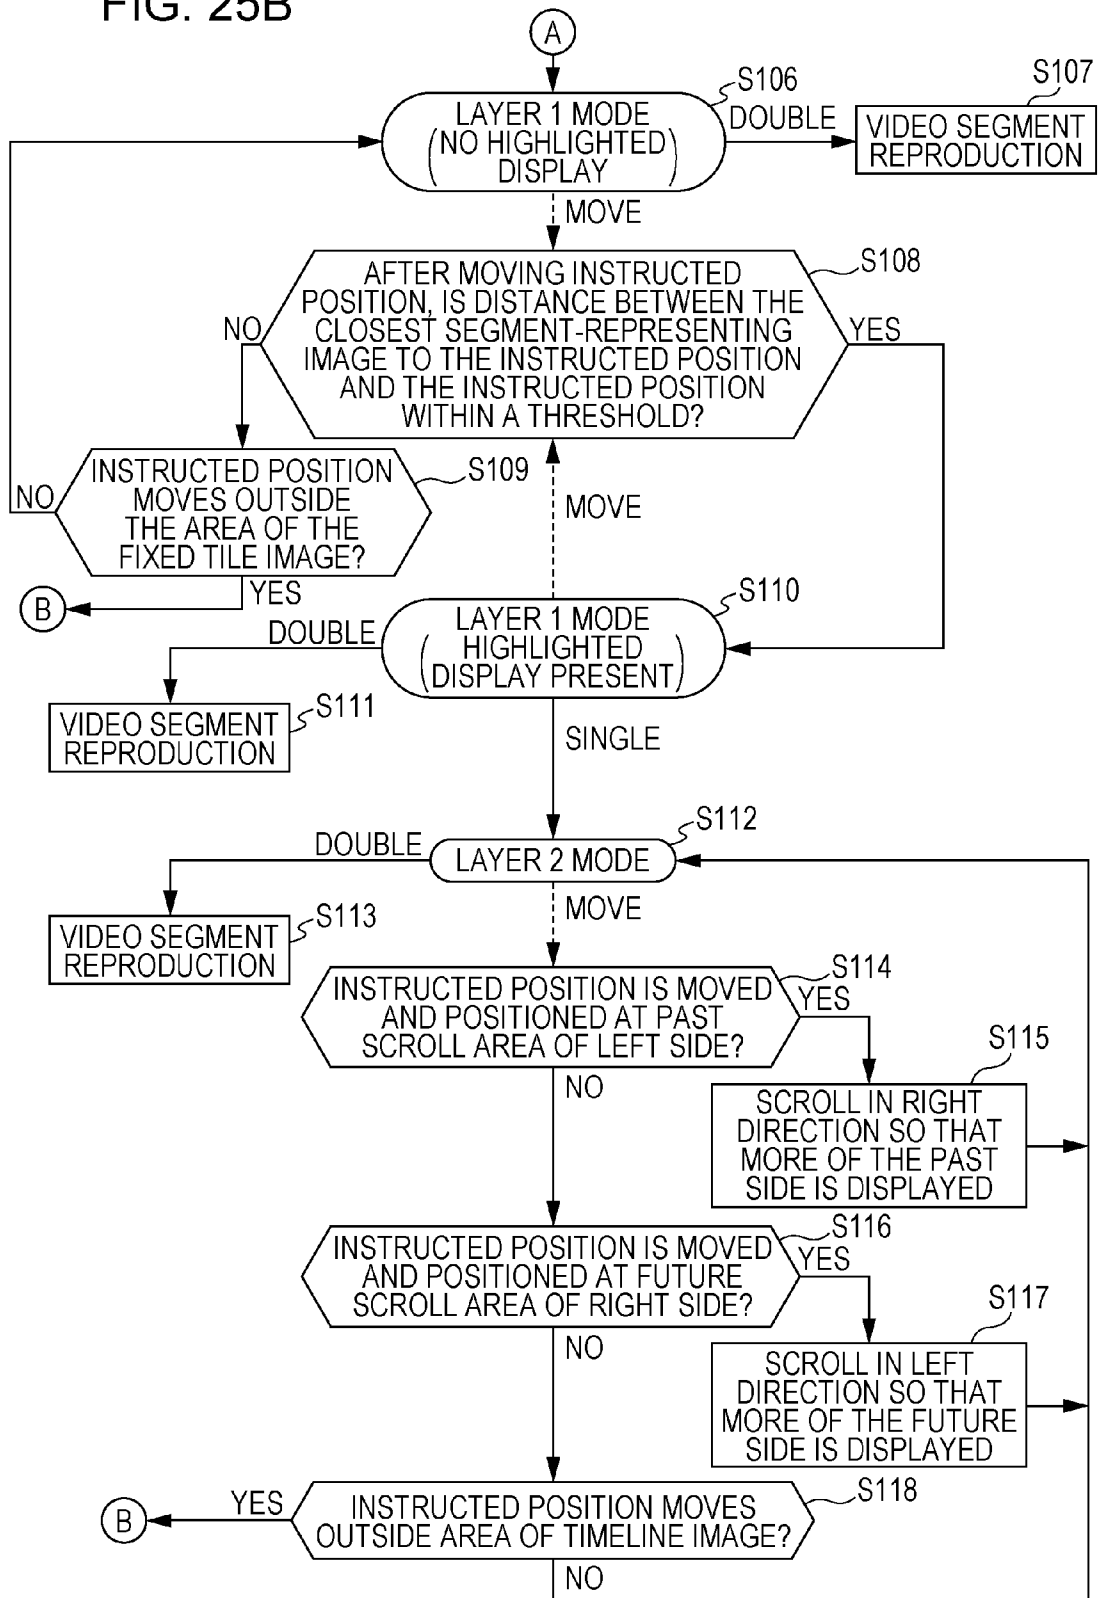 FIG. 25B
A
S106
S107
LAYER 1 MODE
(NO HIGHLIGHTED
DISPLAY)
DOUBLE
VIDEO SEGMENT
REPRODUCTION
MOVE
S108
AFTER MOVING INSTRUCTED
POSITION, IS DISTANCE BETWEEN THE
CLOSEST SEGMENT-REPRESENTING
IMAGE TO THE INSTRUCTED POSITION
AND THE INSTRUCTED POSITION
WITHIN A THRESHOLD?
NO
YES
S109
INSTRUCTED POSITION
MOVES OUTSIDE
THE AREA OF THE
FIXED TILE IMAGE?
NO
MOVE
YES
B
S110
LAYER 1 MODE
(HIGHLIGHTED
DISPLAY PRESENT)
DOUBLE
S111
VIDEO SEGMENT
REPRODUCTION
SINGLE
S112
LAYER 2 MODE
DOUBLE
MOVE
S113
VIDEO SEGMENT
REPRODUCTION
S114
INSTRUCTED POSITION IS MOVED
AND POSITIONED AT PAST
SCROLL AREA OF LEFT SIDE?
YES
NO
S115
SCROLL IN RIGHT
DIRECTION SO THAT
MORE OF THE PAST
SIDE IS DISPLAYED
S116
INSTRUCTED POSITION IS MOVED
AND POSITIONED AT FUTURE
SCROLL AREA OF RIGHT SIDE?
YES
NO
S117
SCROLL IN LEFT
DIRECTION SO THAT
MORE OF THE FUTURE
SIDE IS DISPLAYED
S118
INSTRUCTED POSITION MOVES
OUTSIDE AREA OF TIMELINE IMAGE?
YES
B
NO